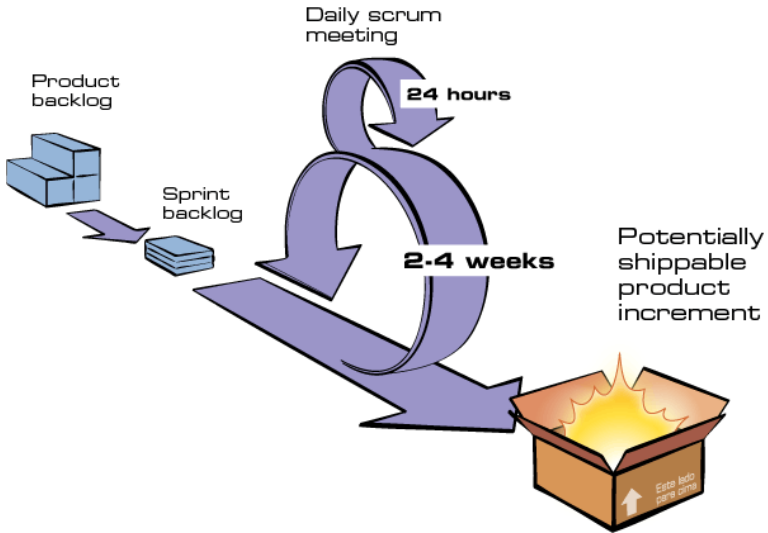 Daily scrum
meeting
24 hours
Product
backlog
Sprint
backlog
2-4 weeks
Potentially
shippable
product
increment
Este lado
para cima